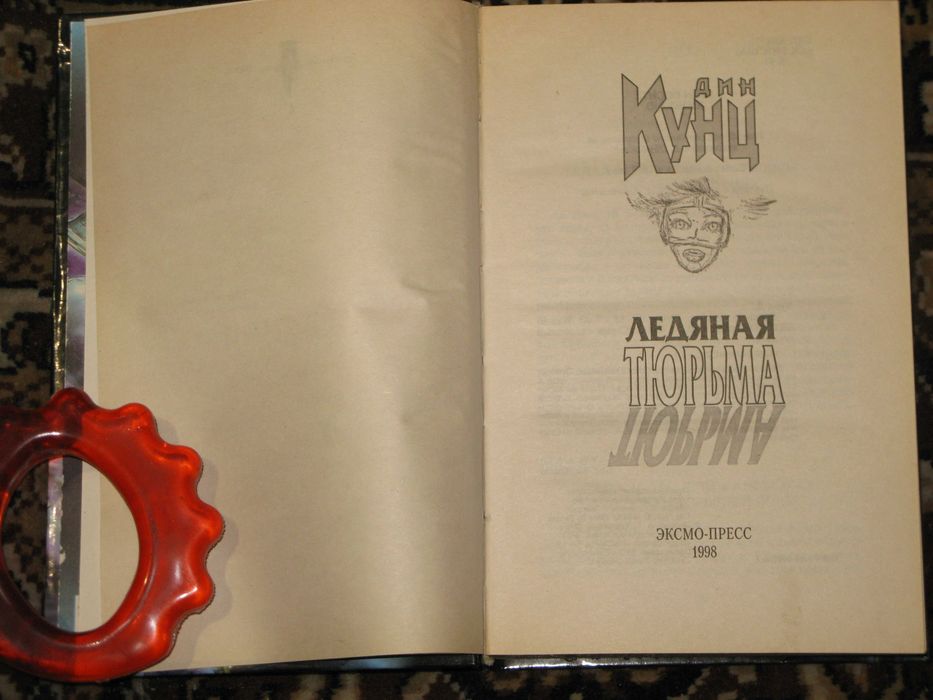 ДИН
КУНЦ
ЛЕДЯНАЯ
ТЮРЬМА
ТЮРЬМА
ЭКСМО-ПРЕСС
1998